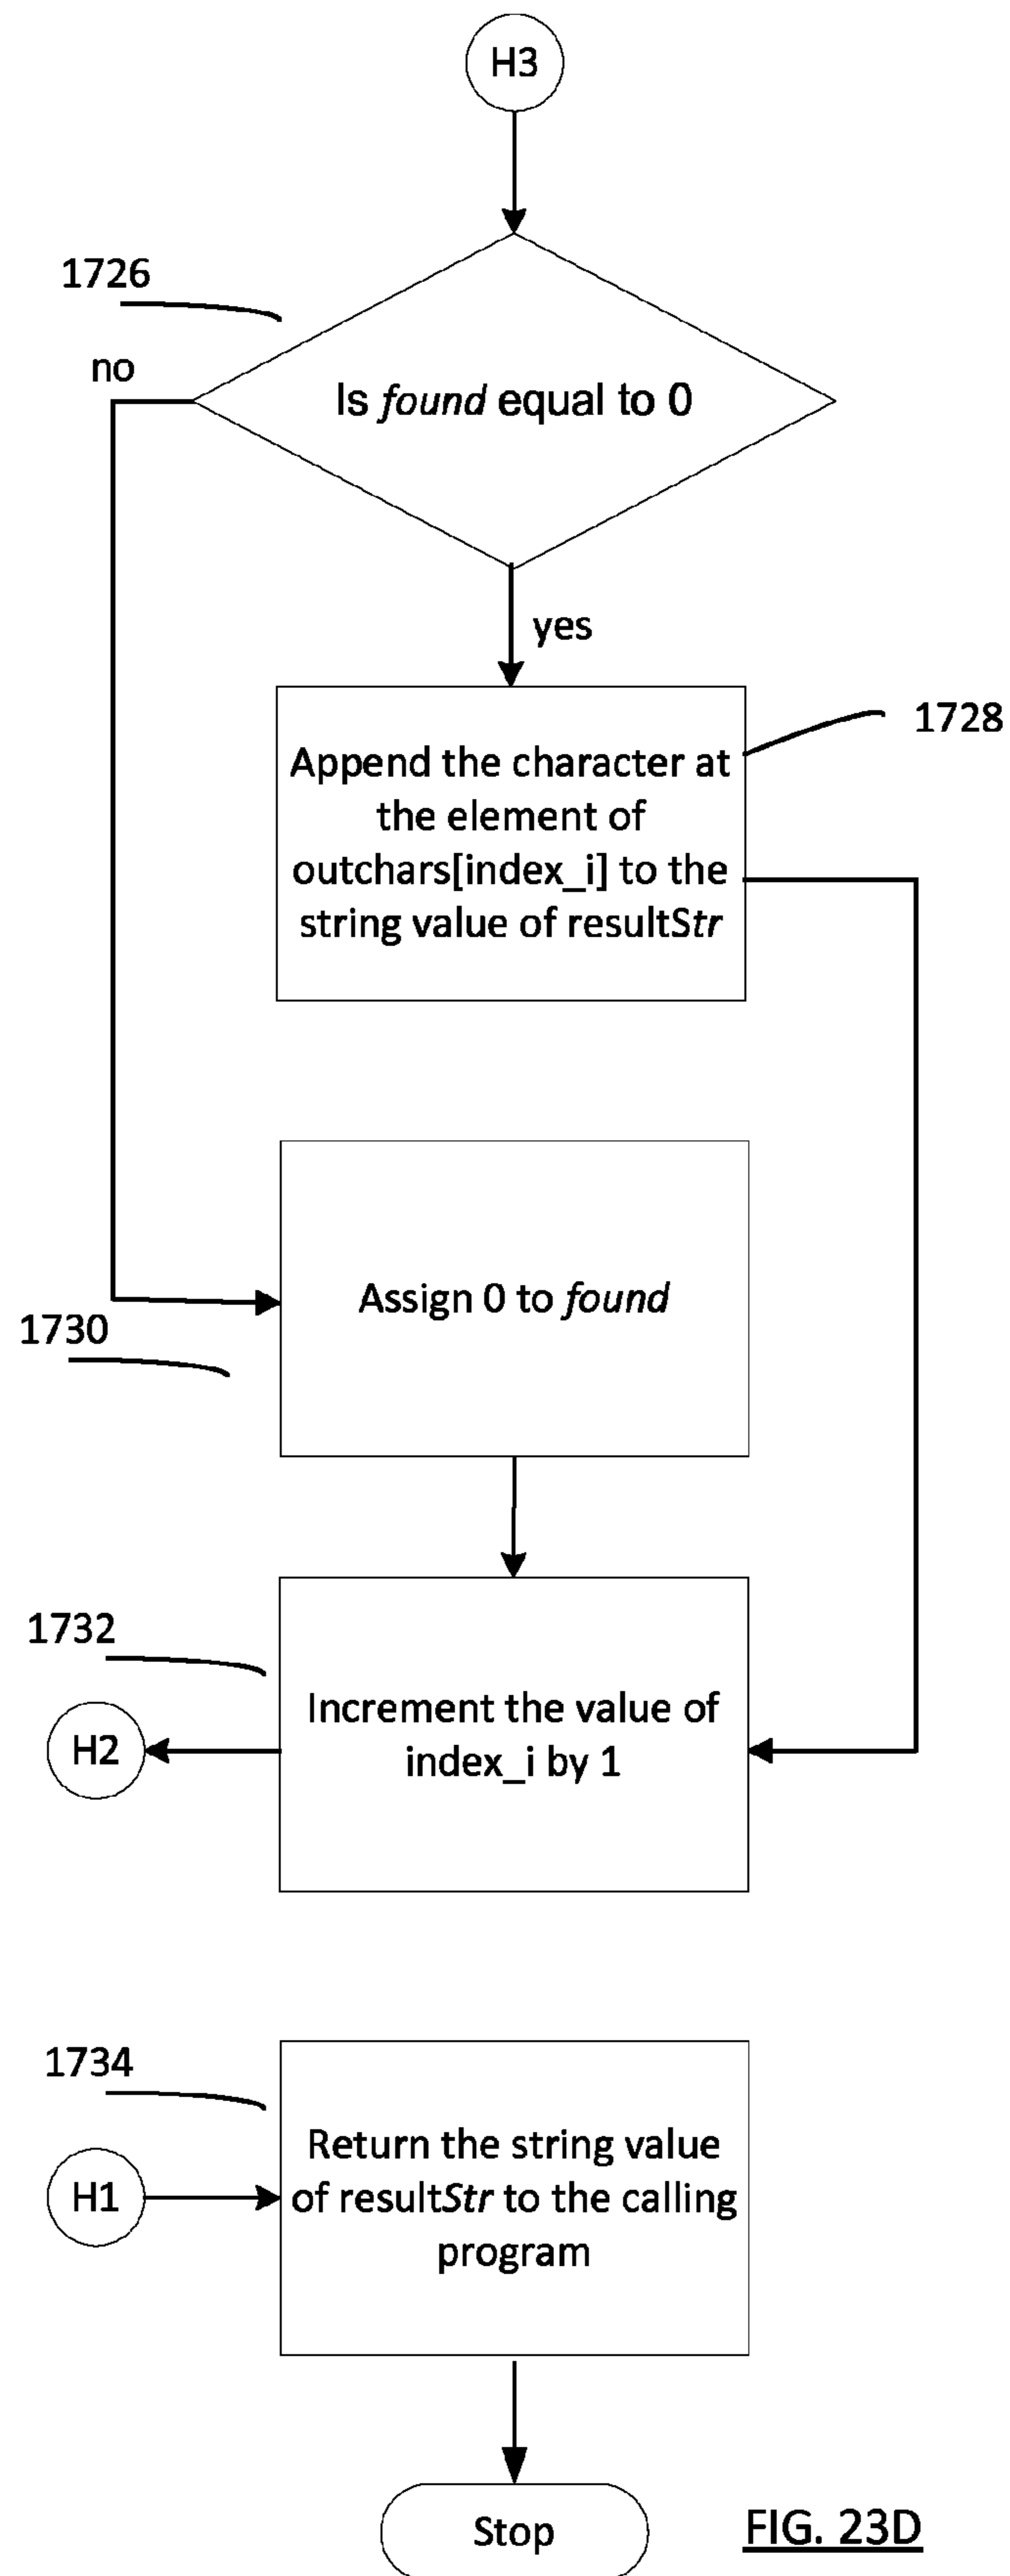 H3
1726
no
Is found equal to 0
yes
1728
Append the character at
the element of
outchars[index_i] to the
string value of resultStr
Assign 0 to found
1730
1732
Increment the value of
index_i by 1
H2
1734
Return the string value
of resultStr to the calling
program
H1
Stop
FIG. 23D